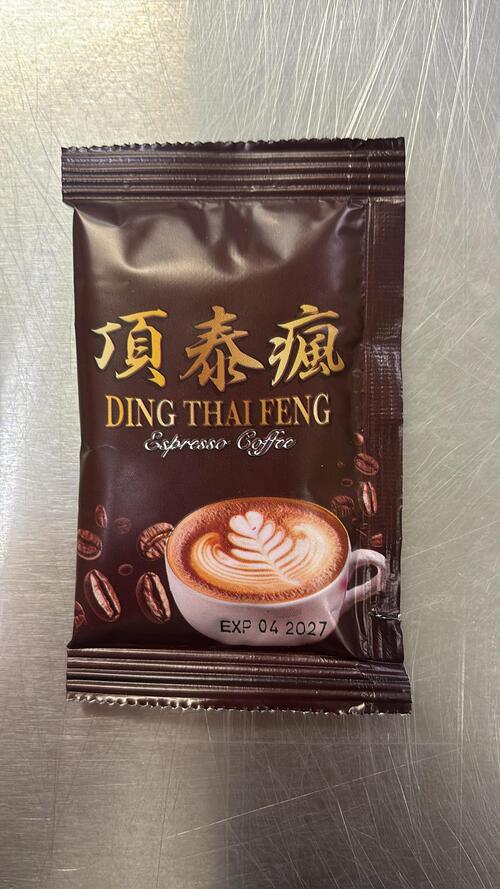 頂泰瘋
DING THAI FENG
Espresso Coffee
EXP 04 2027